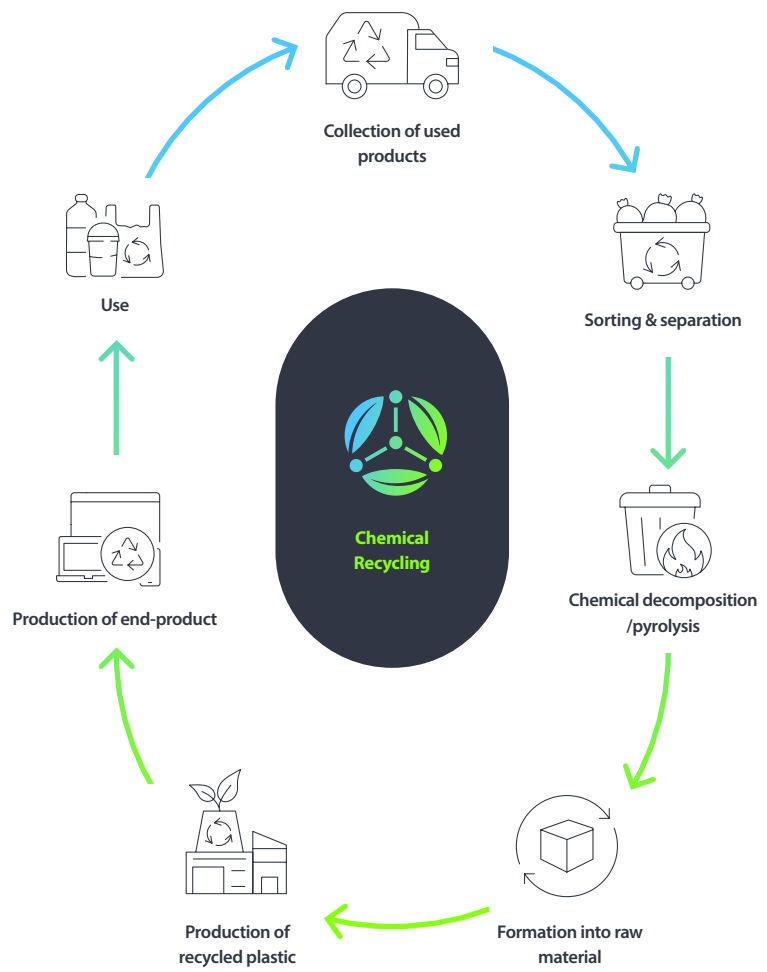 Collection of used
products
Sorting & separation
Chemical decomposition
/pyrolysis
Formation into raw
material
Production of
recycled plastic
Production of end-product
Use
Chemical
Recycling